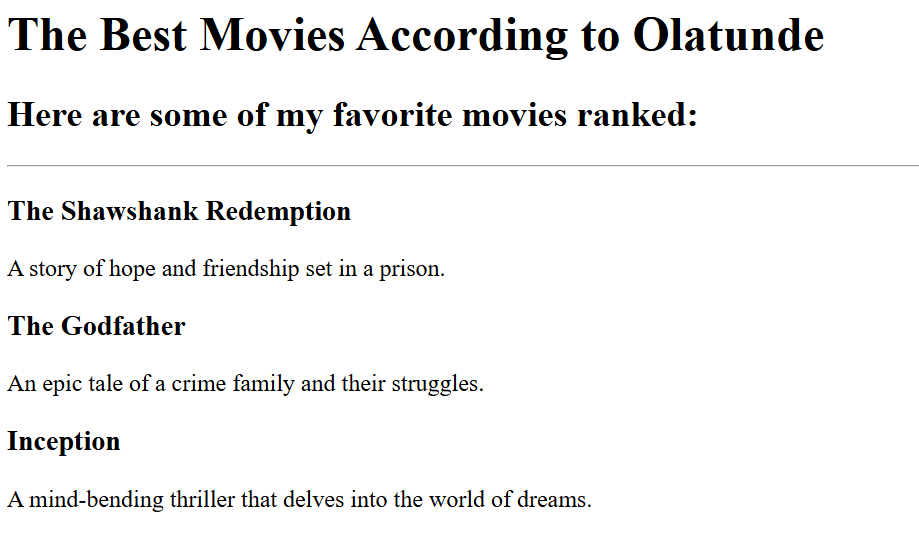 The Best Movies According to Olatunde
Here are some of my favorite movies ranked:
The Shawshank Redemption
A story of hope and friendship set in a prison.
The Godfather
An epic tale of a crime family and their struggles.
Inception
A mind-bending thriller that delves into the world of dreams.